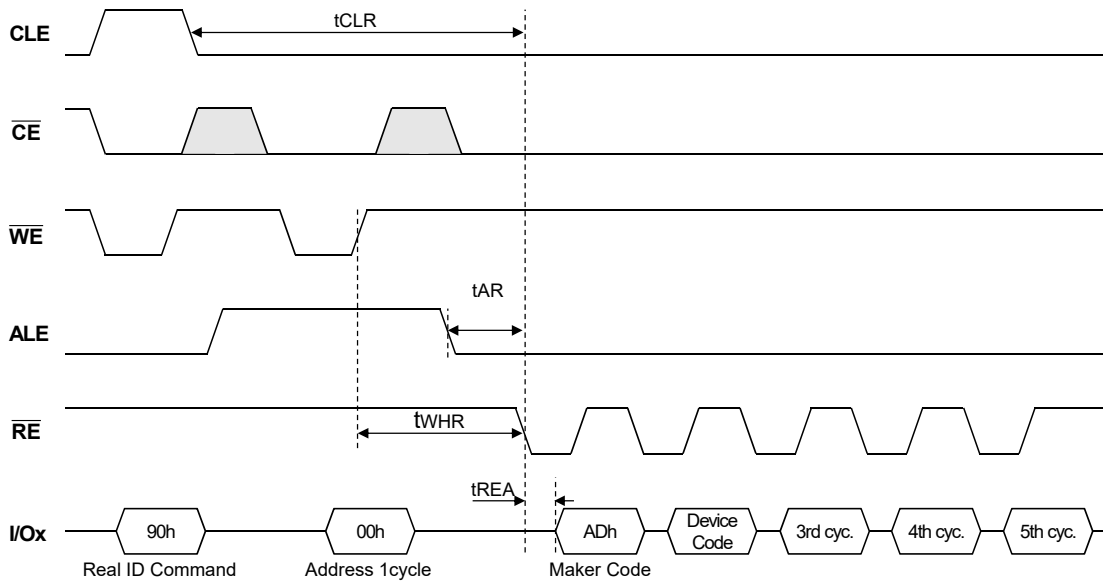 CLE
tCLR
CE
WE
ALE
tAR
RE
tWHR
tREA
I/Ox
90h
00h
ADh
Device
Code
3rd cyc.
4th cyc.
5th cyc.
Real ID Command
Address 1cycle
Maker Code